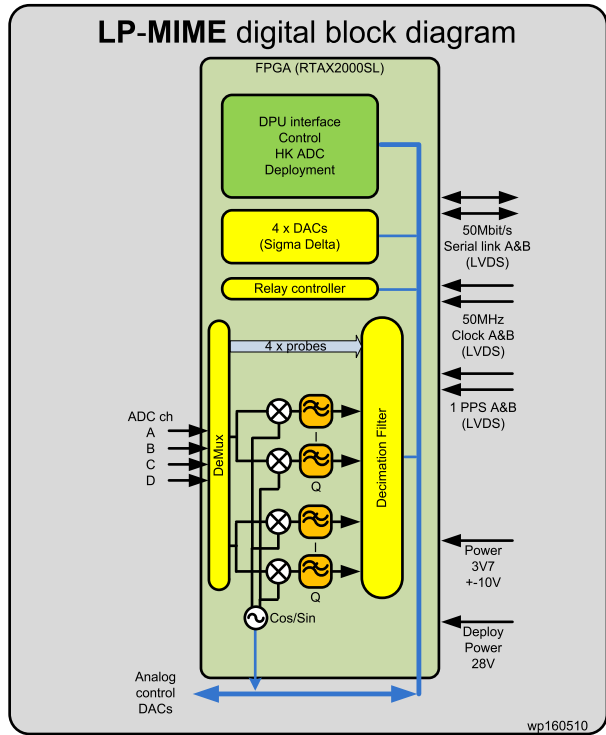 LP-MIME digital block diagram
FPGA (RTAX2000SL)
DPU interface
Control
HK ADC
Deployment
4 x DACs
(Sigma Delta)
Relay controller
4 x probes
DeMux
Decimation Filter
I
Q
I
Q
Cos/Sin
ADC ch
A
B
C
D
Analog
control
DACs
50Mbit/s
Serial link A&B
(LVDS)
50MHz
Clock A&B
(LVDS)
1 PPS A&B
(LVDS)
Power
3V7
+-10V
Deploy
Power
28V
wp160510